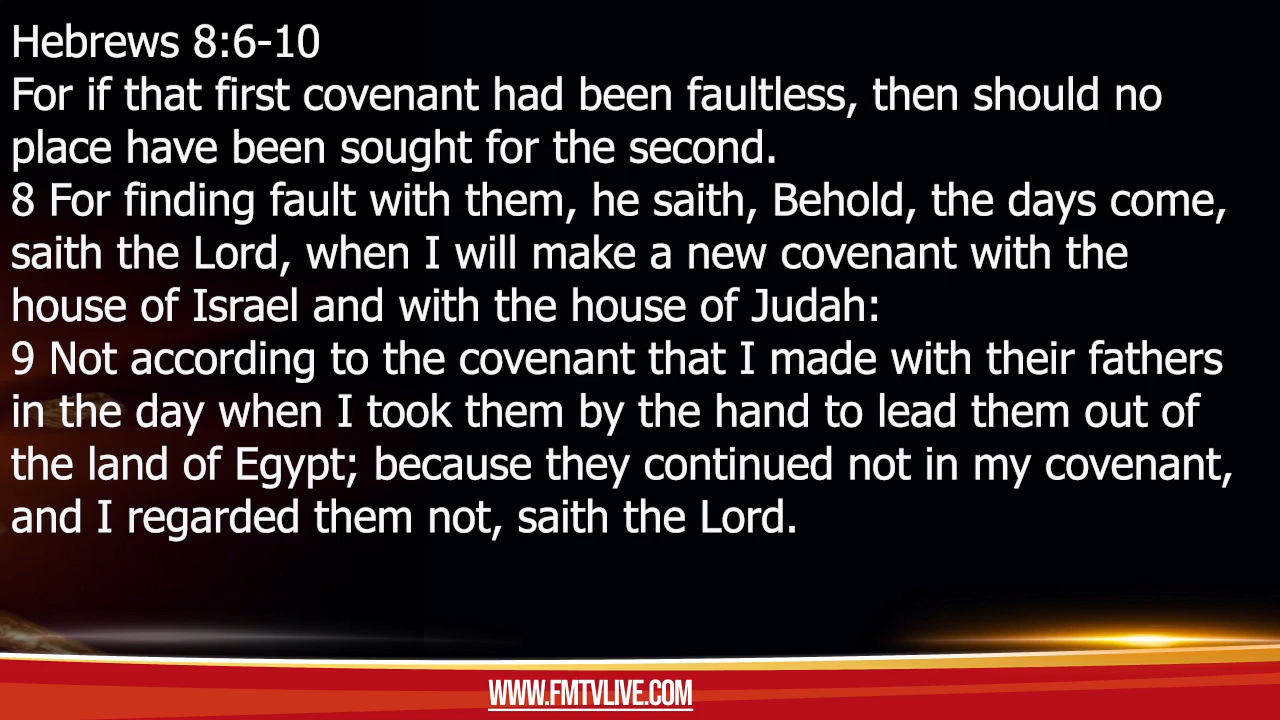 Hebrews 8:6-10
For if that first covenant had been faultless, then should no
place have been sought for the second.
8 For finding fault with them, he saith, Behold, the days come,
saith the Lord, when I will make a new covenant with the
house of Israel and with the house of Judah:
9 Not according to the covenant that I made with their fathers
in the day when I took them by the hand to lead them out of
the land of Egypt; because they continued not in my covenant,
and I regarded them not, saith the Lord.
WWW.FMTVLIVE.COM